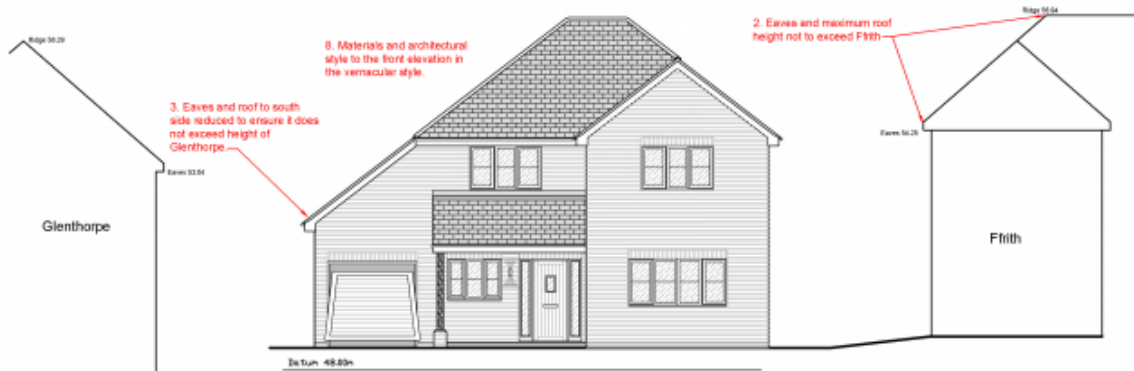 Ridge 56.29
8. Materials and architectural
style to the front elevation in
the vernacular style.
2. Eaves and maximum roof
height not to exceed Ffrith
Ridge 56.64
3. Eaves and roof to south
side reduced to ensure it does
not exceed height of
Glenthorpe.
Eaves 53.04
Eaves 54.25
Glenthorpe
Ffrith
Datum 48.00m